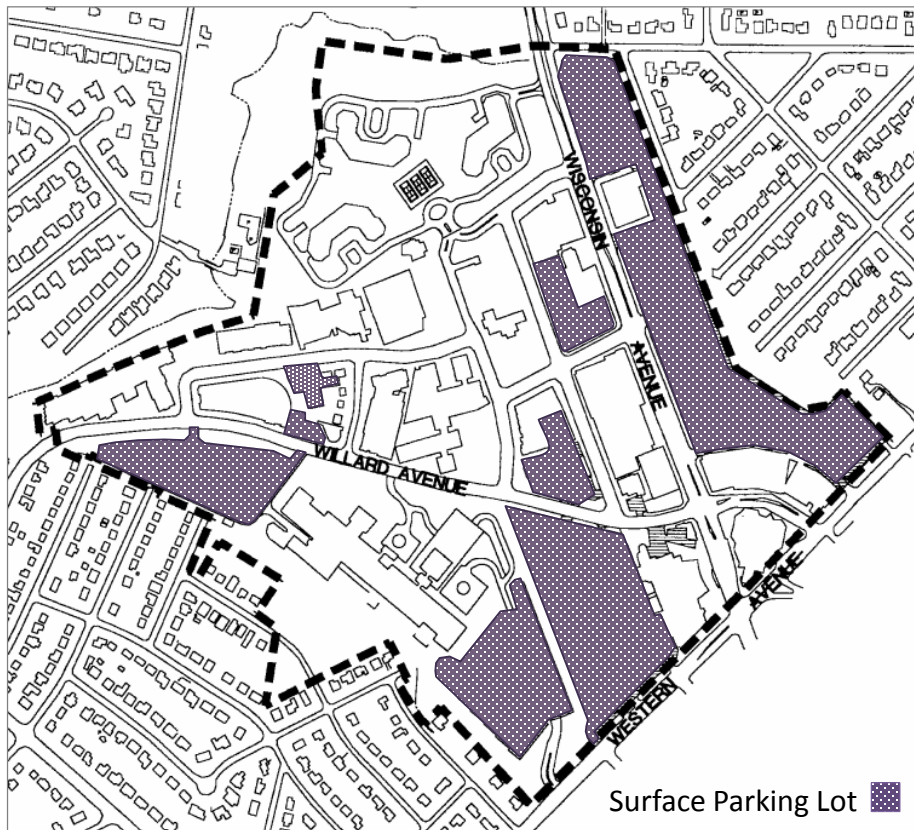 WISCONSIN
AVENUE
WILLARD AVENUE
AVENUE
WESTERN
Surface Parking Lot